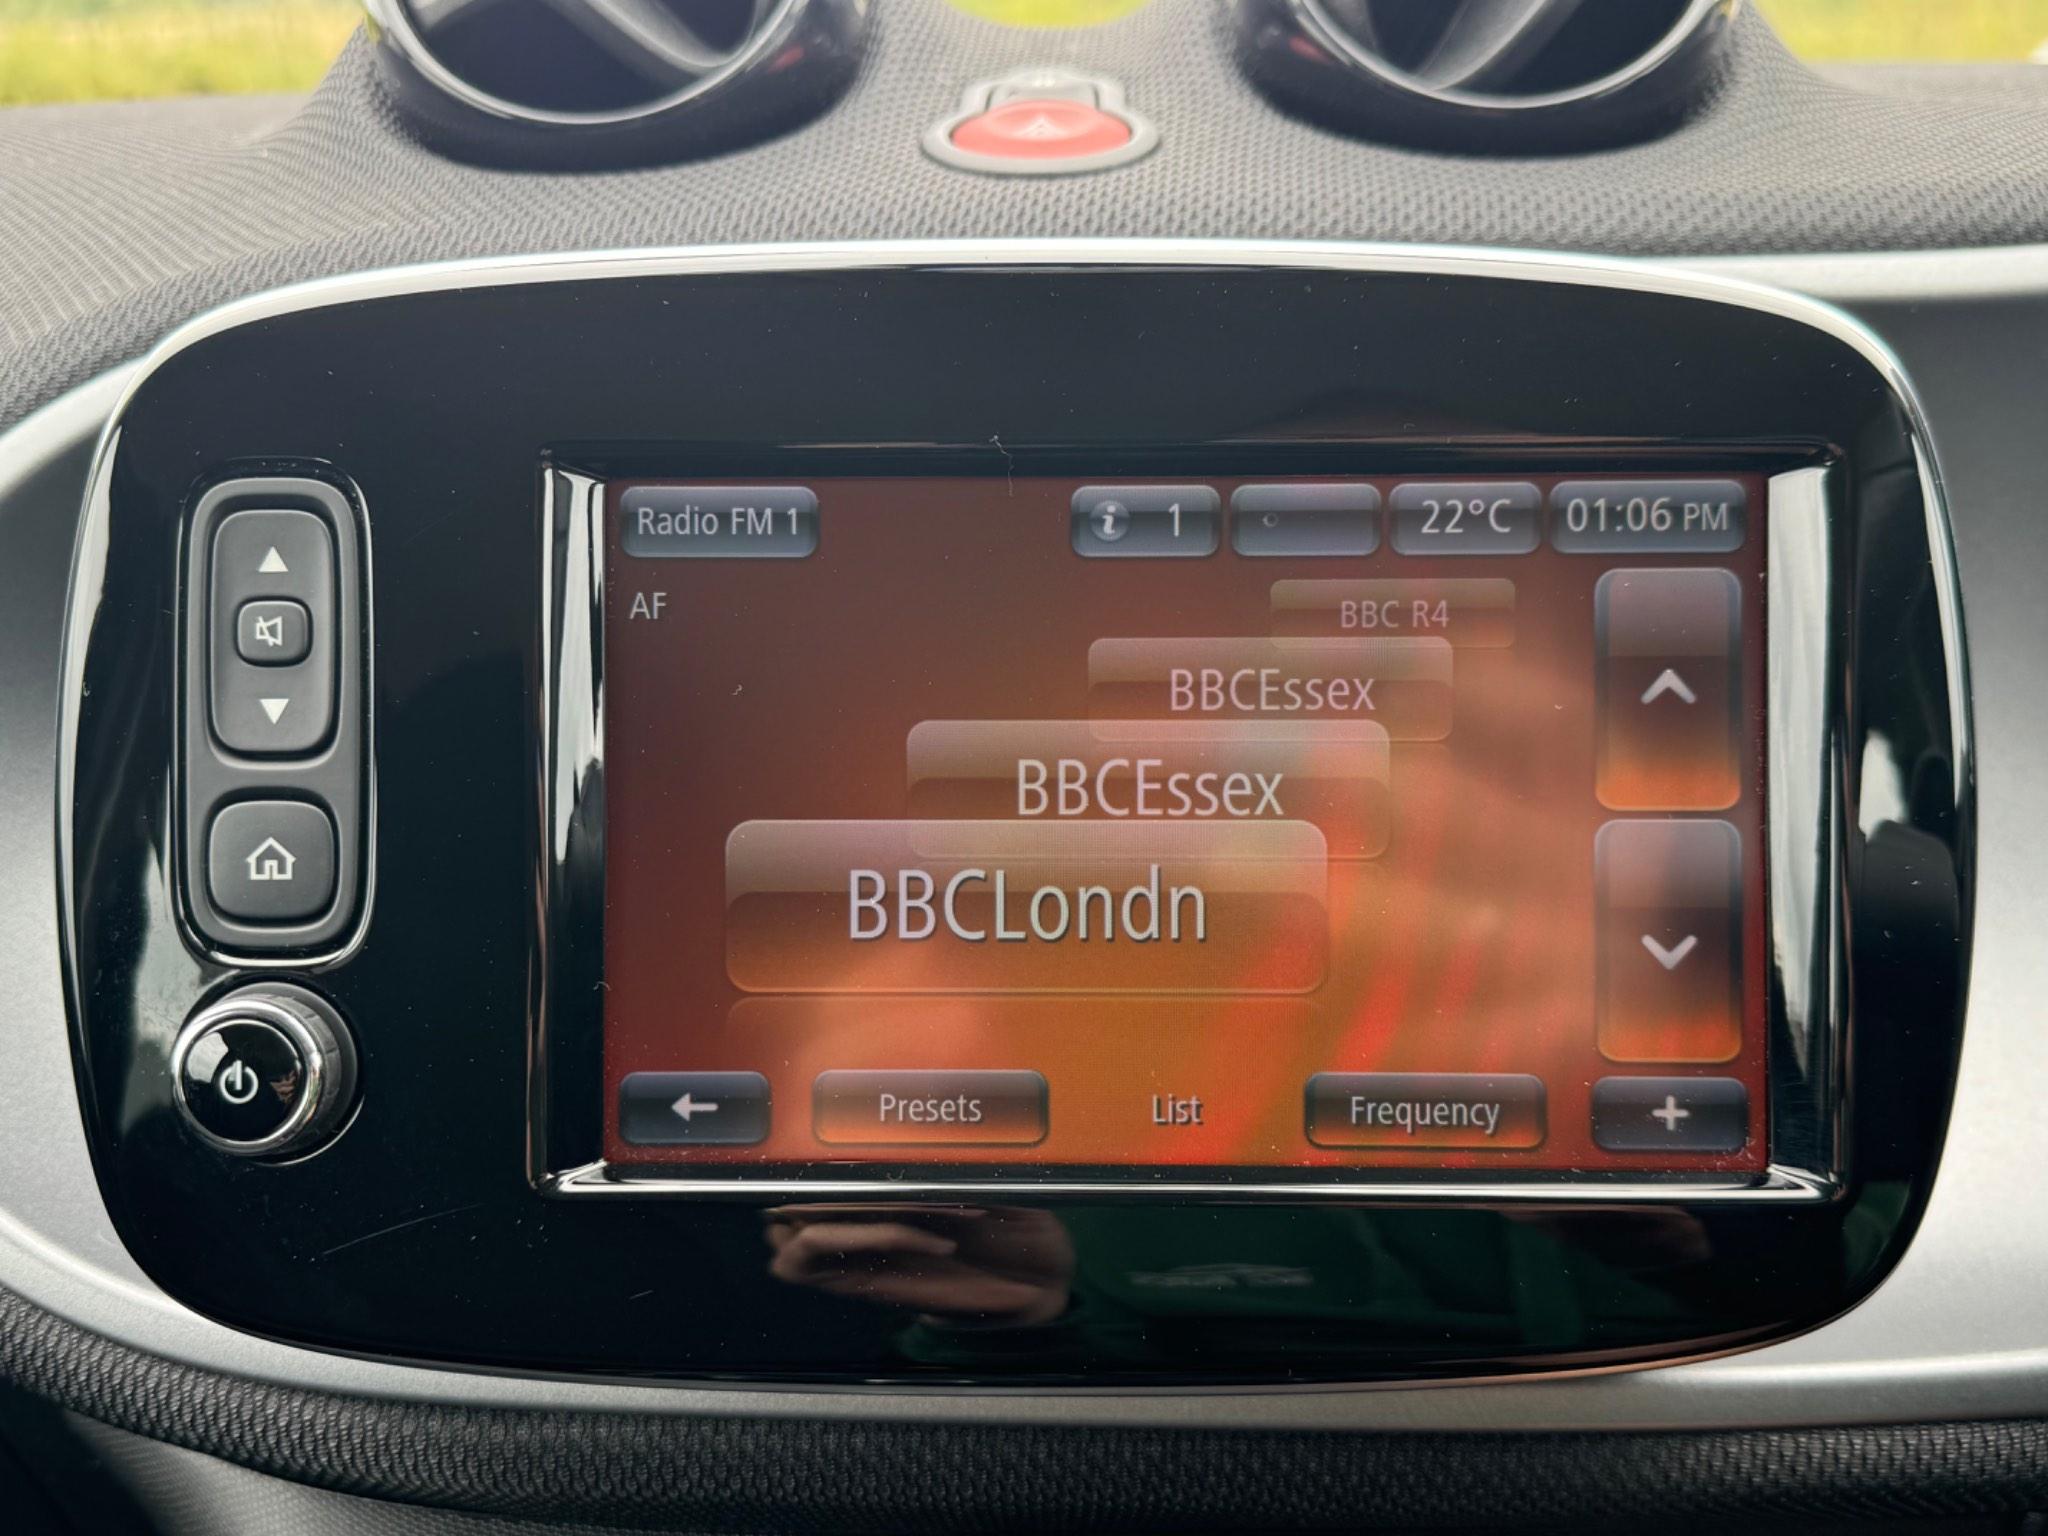 Radio FM 1
1
22°C
01:06 PM
AF
BBC R4
BBCEssex
BBCEssex
BBCLondn
Presets
List
Frequency